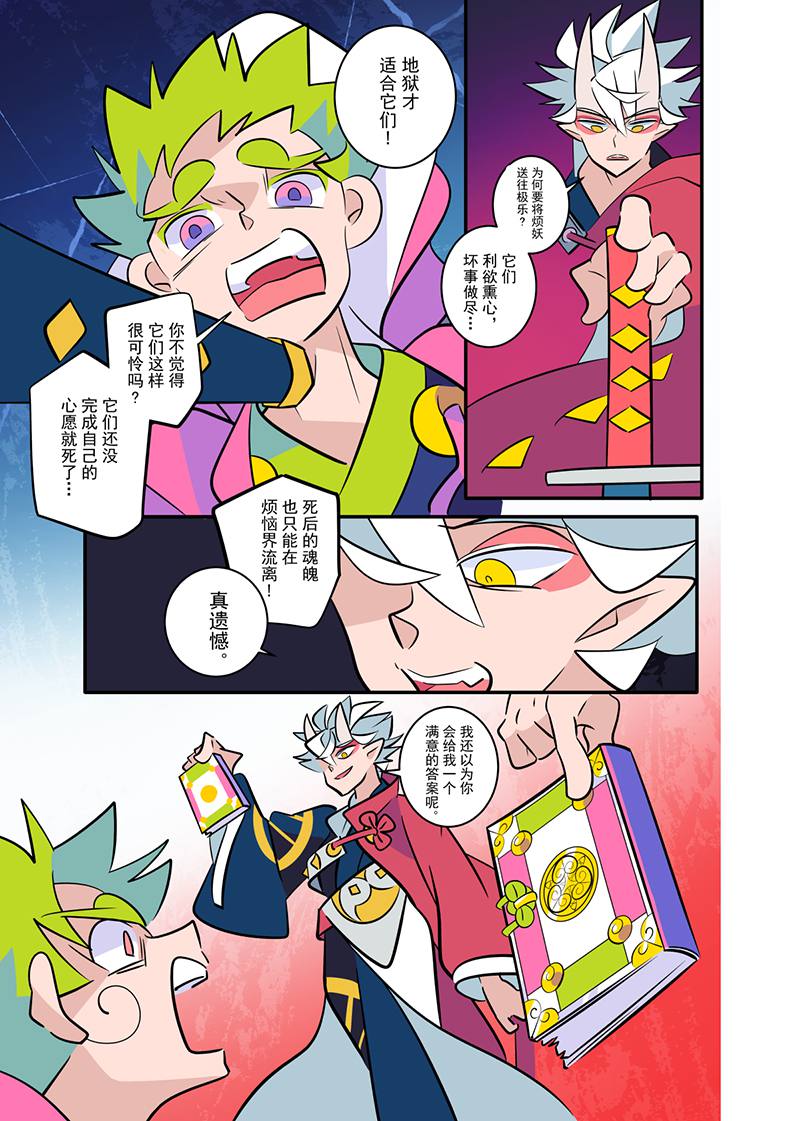 为何要将烦妖
送往极乐?
它们
利欲熏心,
坏事做尽…
地狱才
适合它们!
你不觉得
它们这样
很可怜吗?
它们还没
完成自己的
心愿就死了…
死后的魂魄
也只能在
烦恼界流离!
真遗憾。
我还以为你
会给我一个
满意的答案呢。